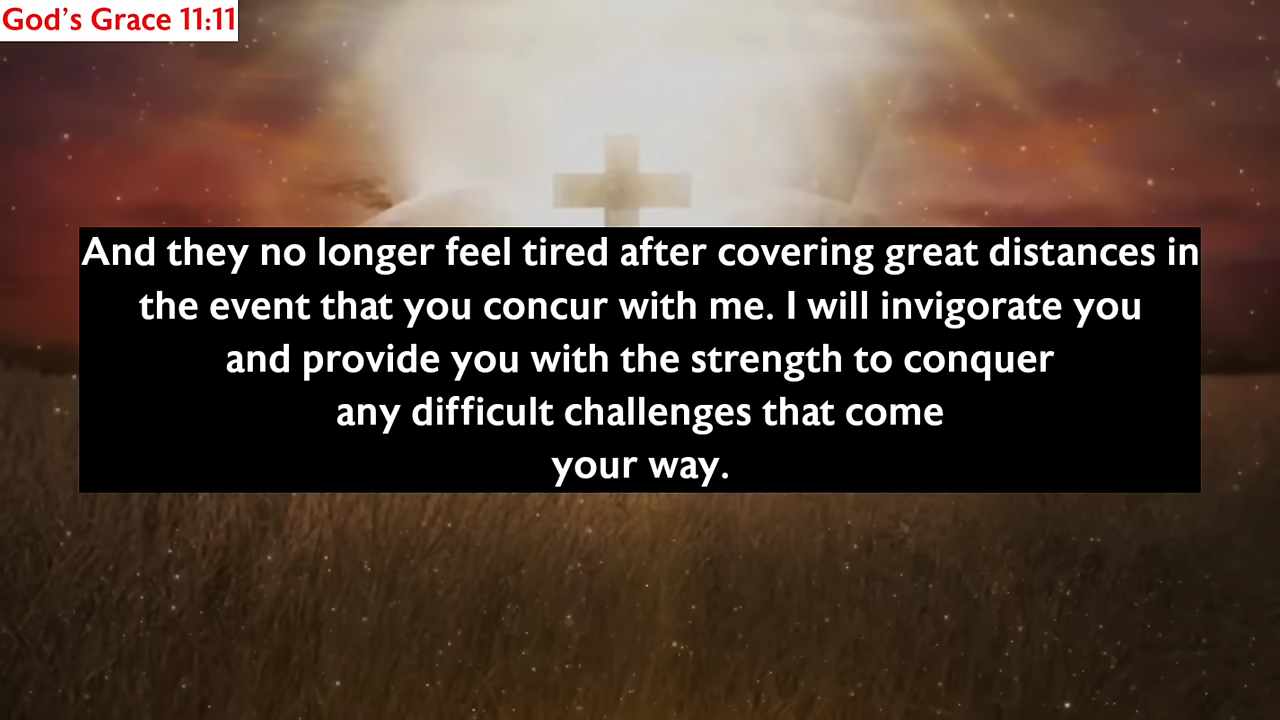 God's Grace 11:11
And they no longer feel tired after covering great distances in
the event that you concur with me. I will invigorate you
and provide you with the strength to conquer
any difficult challenges that come
your way.